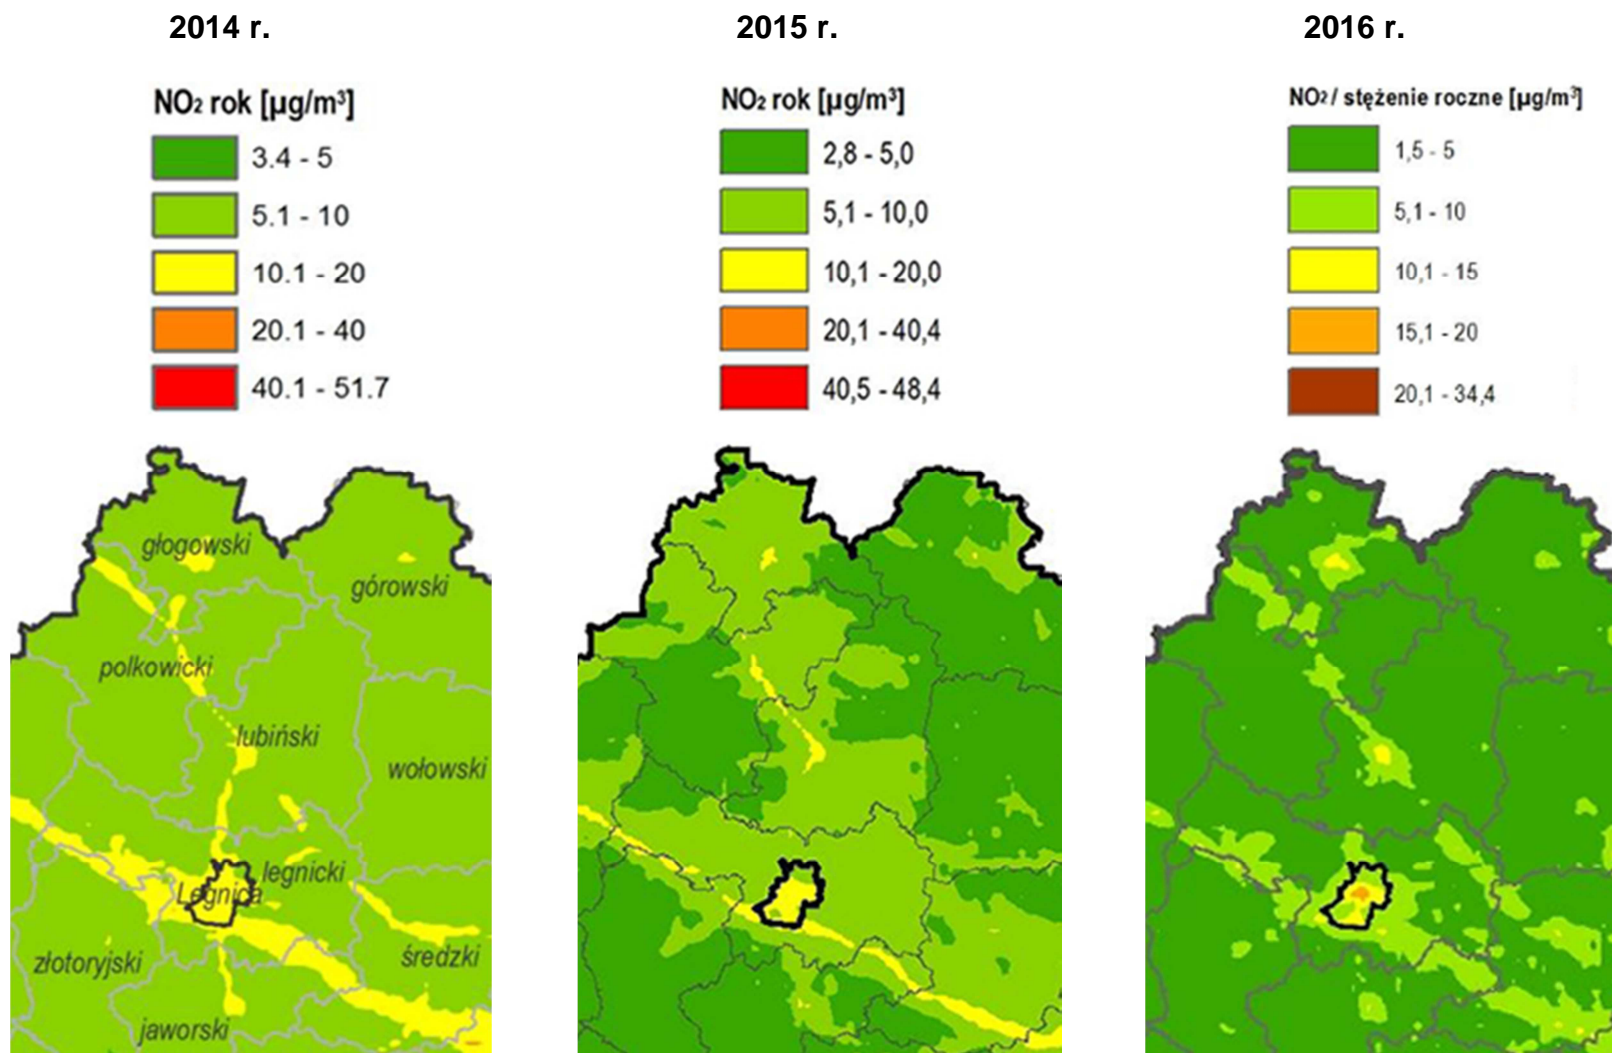 2014 r.
NO₂ rok [µg/m³]
3.4 - 5
5.1 - 10
10.1 - 20
20.1 - 40
40.1 - 51.7
głogowski
górowski
polkowicki
lubiński
wołowski
legnicki
Legnica
złotoryjski
średzki
jaworski
2015 r.
NO₂ rok [µg/m³]
2,8 - 5,0
5,1 - 10,0
10,1 - 20,0
20,1 - 40,4
40,5 - 48,4
2016 r.
NO² / stężenie roczne [µg/m³]
1,5 - 5
5,1 - 10
10,1 - 15
15,1 - 20
20,1 - 34,4